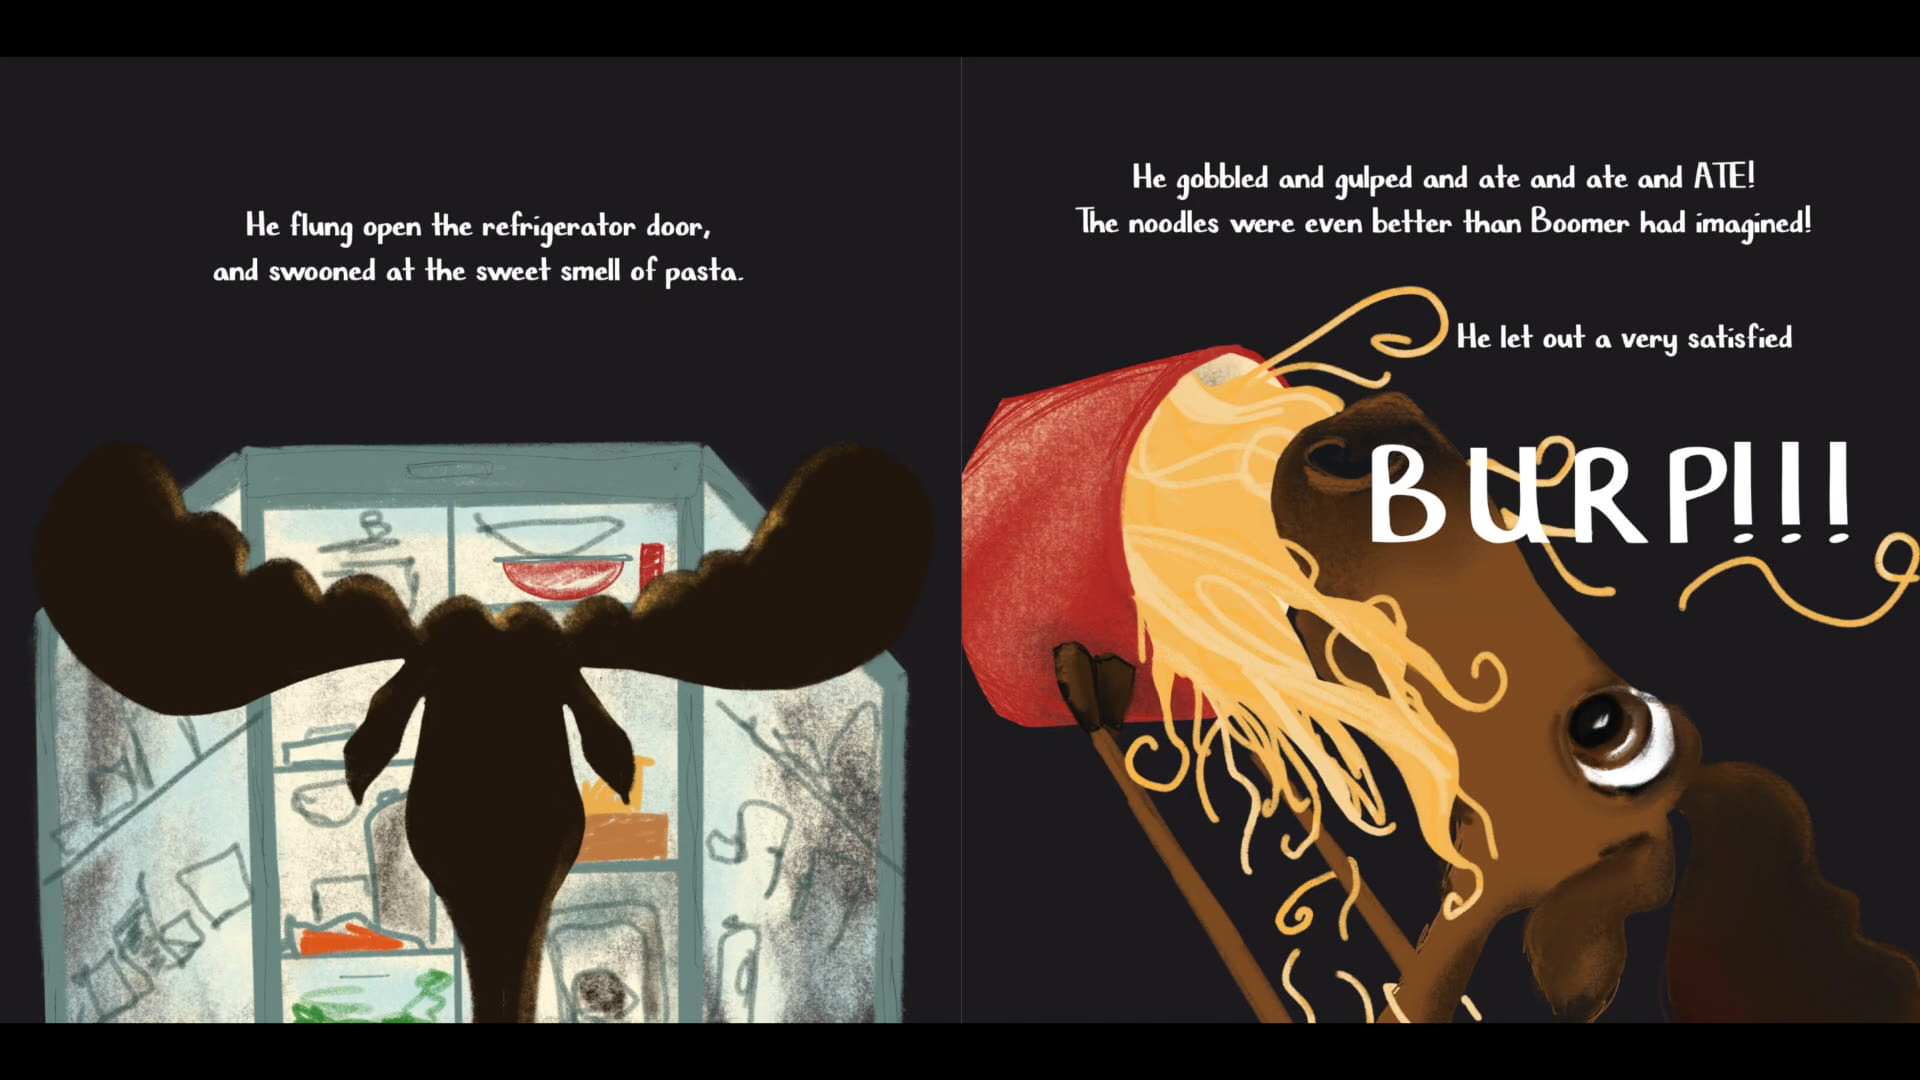 He flung open the refrigerator door,
and swooned at the sweet smell of pasta.
He gobbled and gulped and ate and ate and ATE!
The noodles were even better than Boomer had imagined!
He let out a very satisfied
BURP!!!